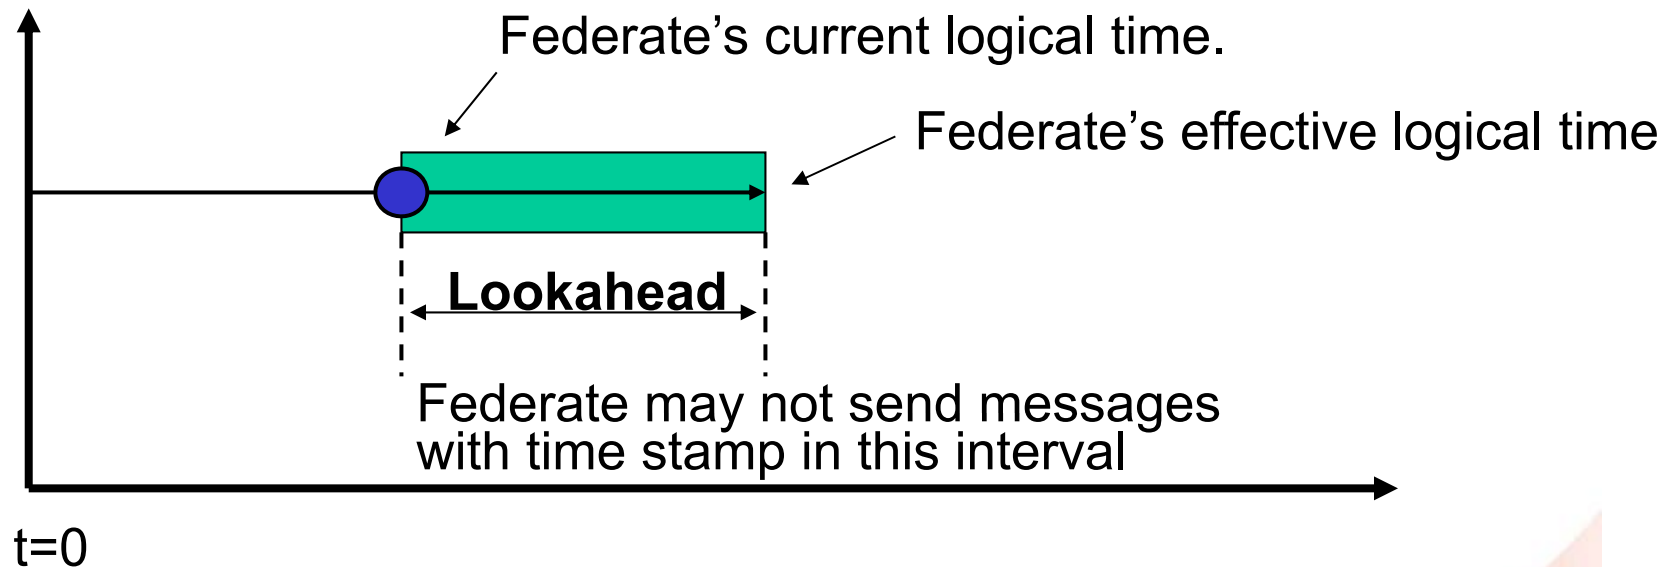 Federate’s current logical time.
Federate’s effective logical time
Lookahead
Federate may not send messages
with time stamp in this interval
t=0